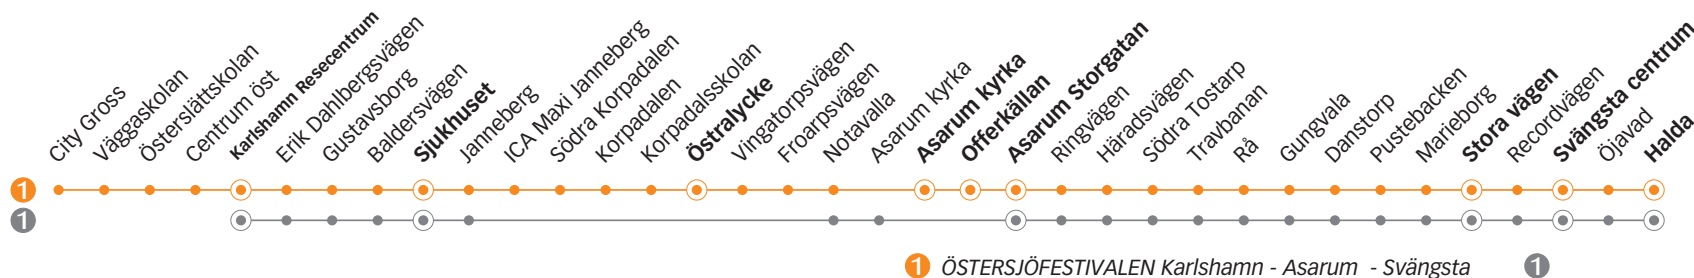 City Gross
Väggaskolan
Österslättskolan
Centrum öst
Karlshamn Resecentrum
Erik Dahlbergsvägen
Gustavsborg
Baldersvägen
Sjukhuset
Janneberg
ICA Maxi Janneberg
Södra Korpadalen
Korpadalen
Korpadalsskolan
Östralycke
Vingatorpsvägen
Froarpsvägen
Notavalla
Asarum Kyrka
Asarum Kyrka
Offerkällan
Asarum Storgatan
Ringvägen
Häradsvägen
Södra Tostarp
Travbanan
Rå
Gungvala
Danstorp
Pustebacken
Marieborg
Stora vägen
Recordvägen
Svängsta centrum
Öjavad
Halda
1
1
1 ÖSTERSJÖFESTIVALEN Karlshamn - Asarum - Svängsta 1